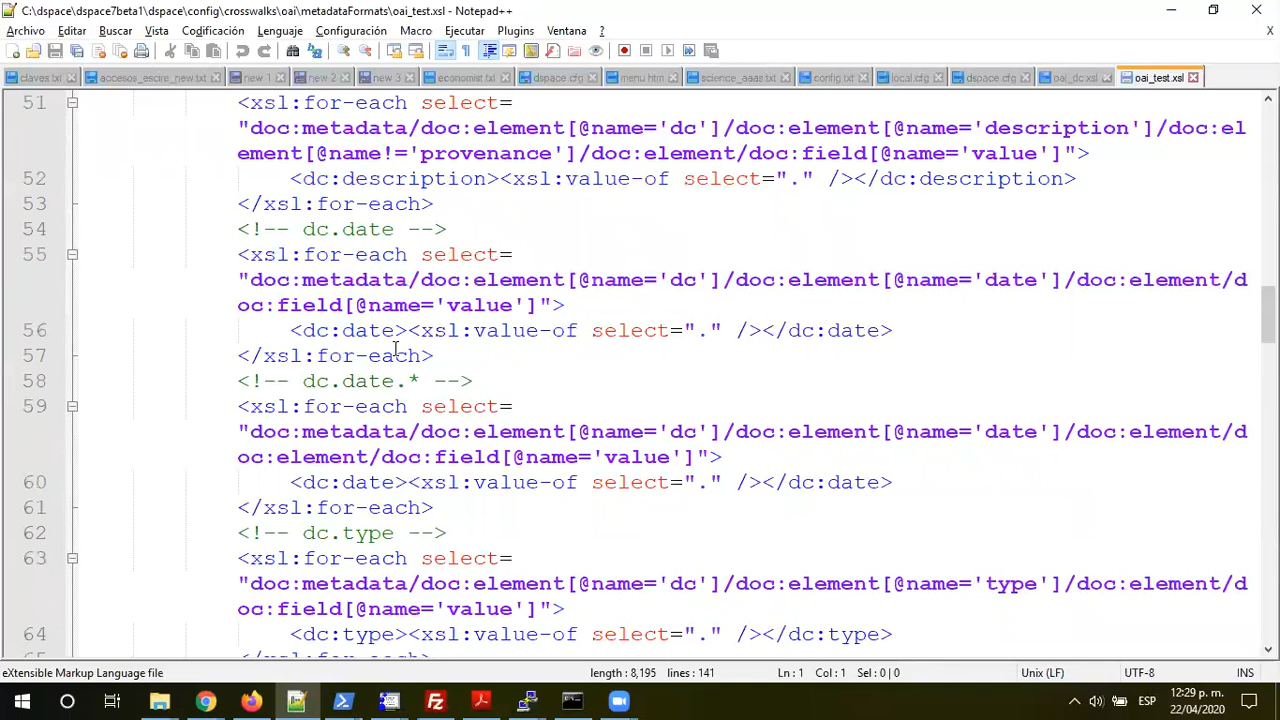 C:\dspace\dspace7beta1\dspace\config\crosswalks\oai\metadataFormats\oai_test.xsl - Notepad++
Archivo Editar Buscar Vista Codificación Lenguaje Configuración Macro Ejecutar Plugins Ventana ? X
claves.txt accesos_escire_new.txt new 1 new 2 new 3 economist.txt dspace.cfg menu.htm science_aaas.txt config.txt local.cfg dspace.cfg oai_dc.xsl oai_test.xsl
51 <xsl:for-each select=
"doc:metadata/doc:element[@name='dc']/doc:element[@name='description']/doc:el
ement[@name!='provenance']/doc:element/doc:field[@name='value']">
52 <dc:description><xsl:value-of select="." /></dc:description>
53 </xsl:for-each>
54 <!-- dc.date -->
55 <xsl:for-each select=
"doc:metadata/doc:element[@name='dc']/doc:element[@name='date']/doc:element/d
oc:field[@name='value']">
56 <dc:date><xsl:value-of select="." /></dc:date>
57 </xsl:for-each>
58 <!-- dc.date.* -->
59 <xsl:for-each select=
"doc:metadata/doc:element[@name='dc']/doc:element[@name='date']/doc:element/d
oc:element/doc:field[@name='value']">
60 <dc:date><xsl:value-of select="." /></dc:date>
61 </xsl:for-each>
62 <!-- dc.type -->
63 <xsl:for-each select=
"doc:metadata/doc:element[@name='dc']/doc:element[@name='type']/doc:element/d
oc:field[@name='value']">
64 <dc:type><xsl:value-of select="." /></dc:type>
65 </xsl:for-each>
eXtensible Markup Language file length : 8,195 lines : 141 Ln : 1 Col : 1 Sel : 0 | 0 Unix (LF) UTF-8 INS
ESP 12:29 p. m.
22/04/2020